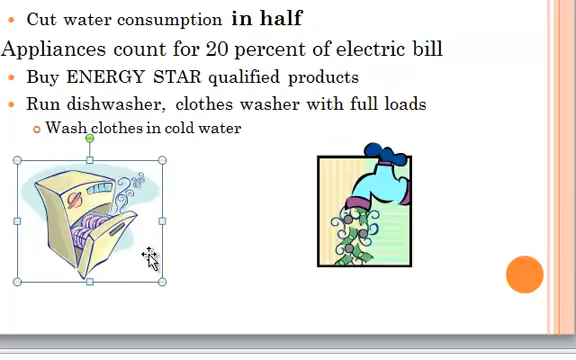 Cut water consumption in half
Appliances count for 20 percent of electric bill
Buy ENERGY STAR qualified products
Run dishwasher, clothes washer with full loads
Wash clothes in cold water